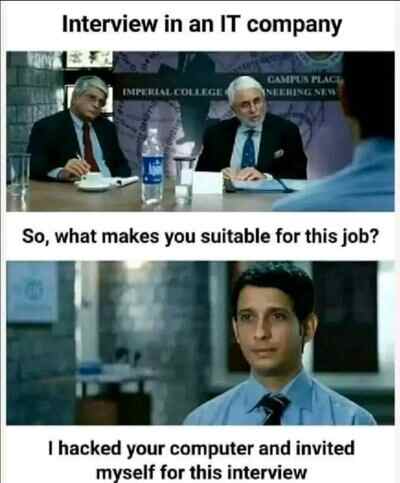 Interview in an IT company
CAMPUS PLACE
IMPERIAL COLLEGE
NEERING NEW
So, what makes you suitable for this job?
I hacked your computer and invited
myself for this interview